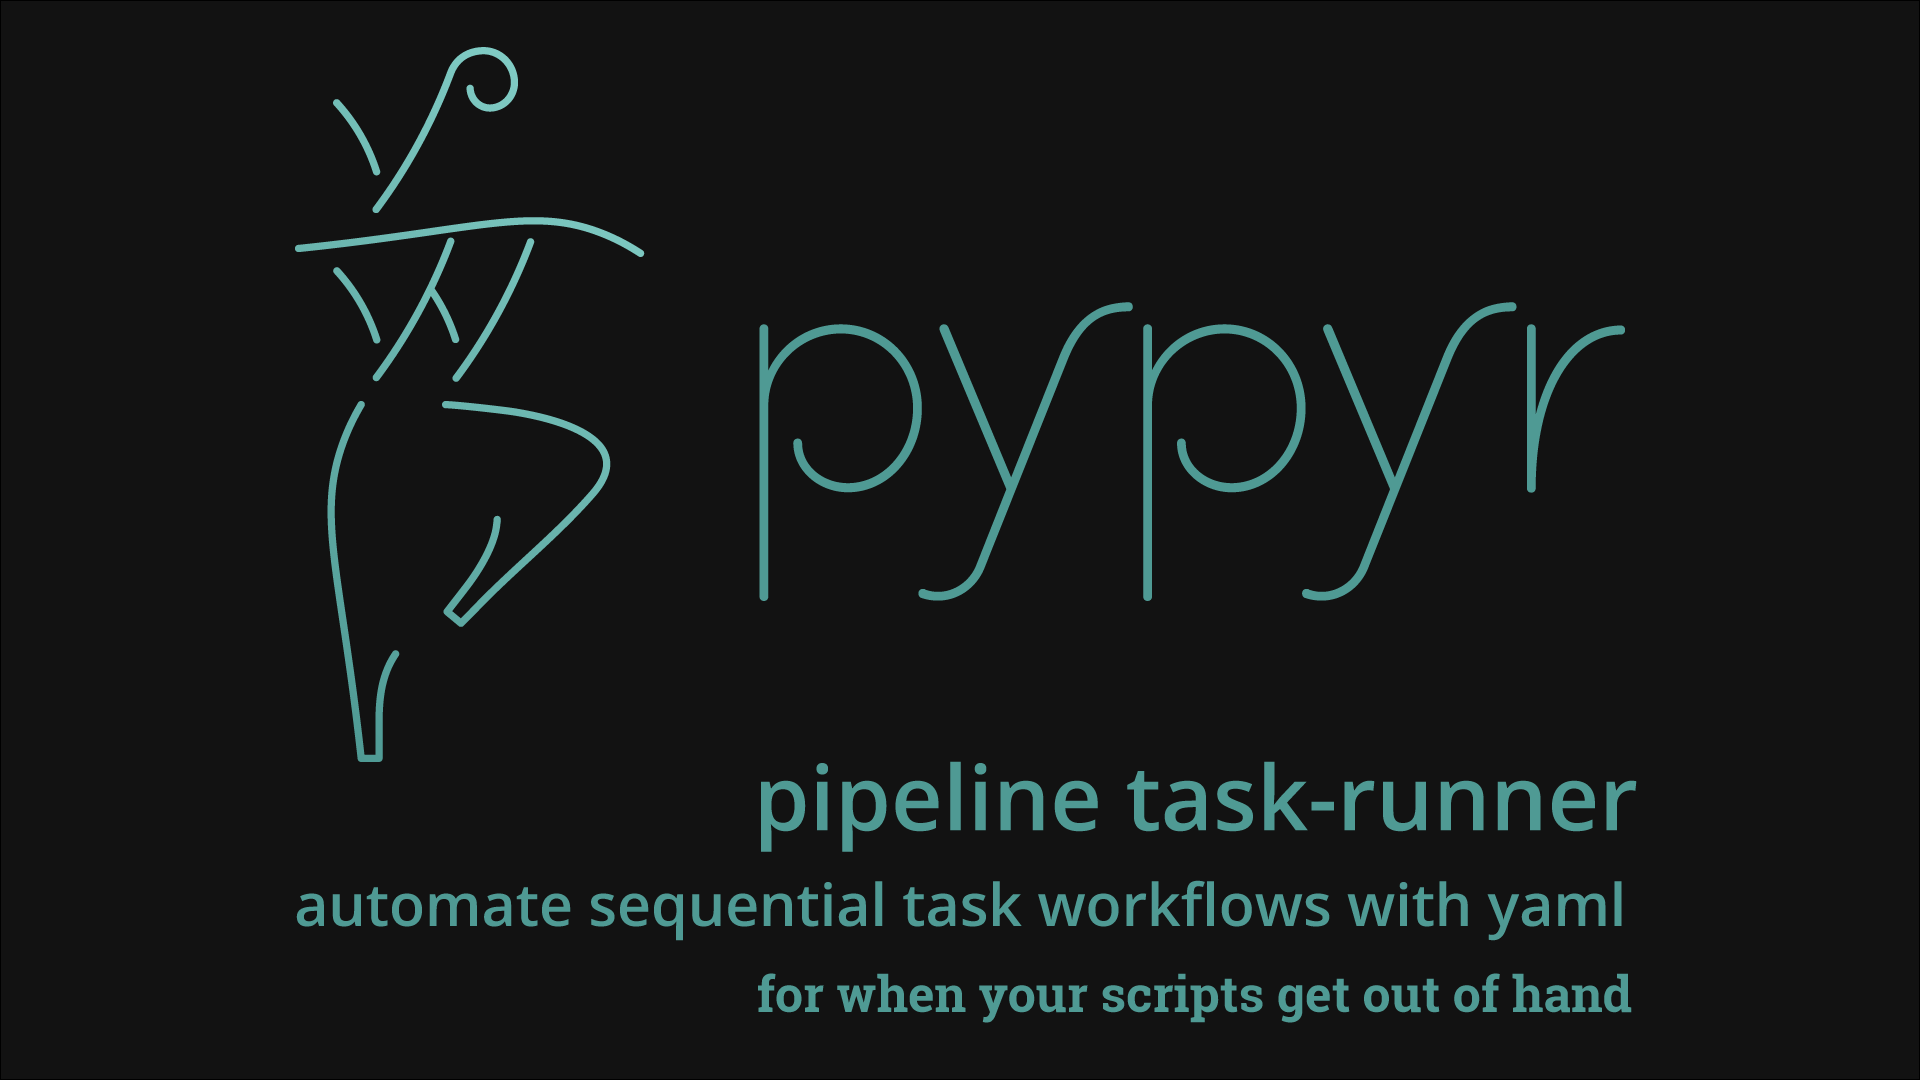 pypyr
pipeline task-runner
automate sequential task workflows with yaml
for when your scripts get out of hand